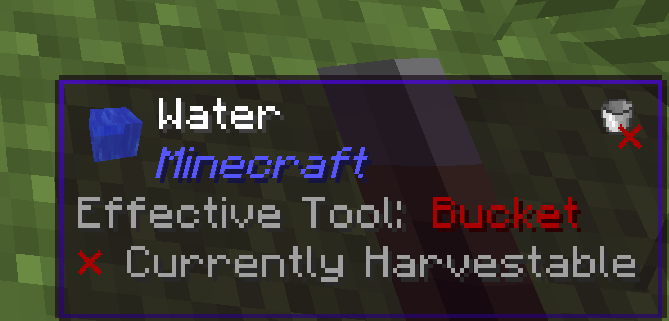 Water
Minecraft
Effective Tool: Bucket
✕ Currently Harvestable